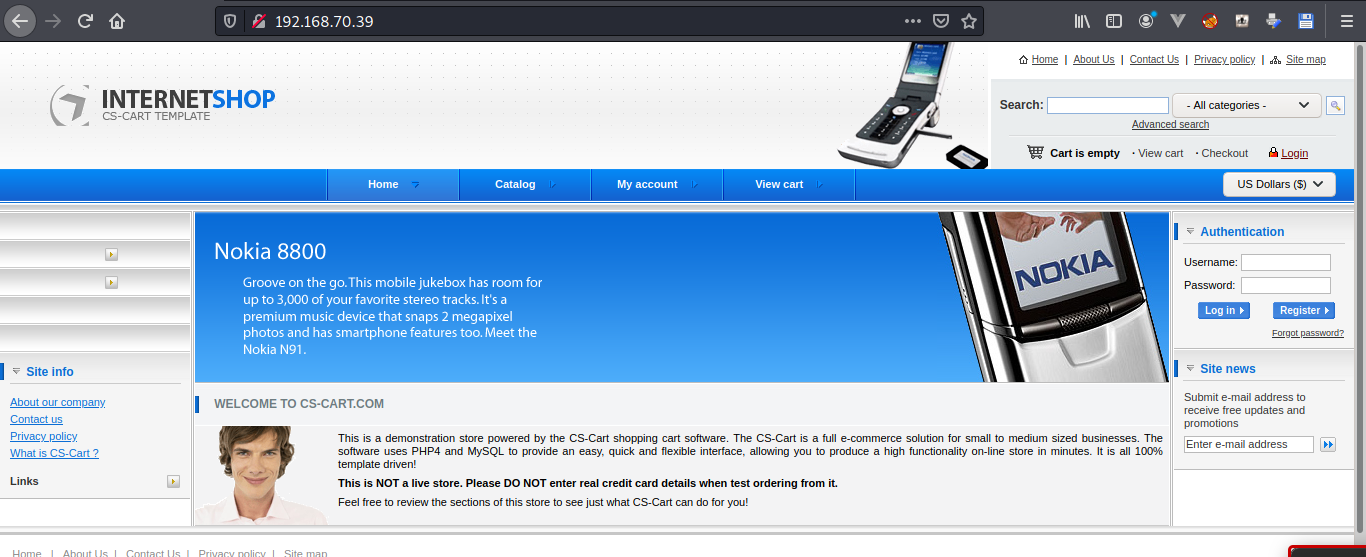 192.168.70.39
Home | About Us | Contact Us | Privacy policy | Site map
INTERNETSHOP
CS-CART TEMPLATE
Search: - All categories -
Advanced search
Cart is empty · View cart · Checkout Login
Home Catalog My account View cart US Dollars ($)
Nokia 8800
Groove on the go. This mobile jukebox has room for
up to 3,000 of your favorite stereo tracks. It's a
premium music device that snaps 2 megapixel
photos and has smartphone features too. Meet the
Nokia N91.
NOKIA
Authentication
Username:
Password:
Log in Register
Forgot password?
Site info
About our company
Contact us
Privacy policy
What is CS-Cart ?
Links
WELCOME TO CS-CART.COM
This is a demonstration store powered by the CS-Cart shopping cart software. The CS-Cart is a full e-commerce solution for small to medium sized businesses. The
software uses PHP4 and MySQL to provide an easy, quick and flexible interface, allowing you to produce a high functionality on-line store in minutes. It is all 100%
template driven!
This is NOT a live store. Please DO NOT enter real credit card details when test ordering from it.
Feel free to review the sections of this store to see just what CS-Cart can do for you!
Site news
Submit e-mail address to
receive free updates and
promotions
Enter e-mail address
Home | About Us | Contact Us | Privacy policy | Site map